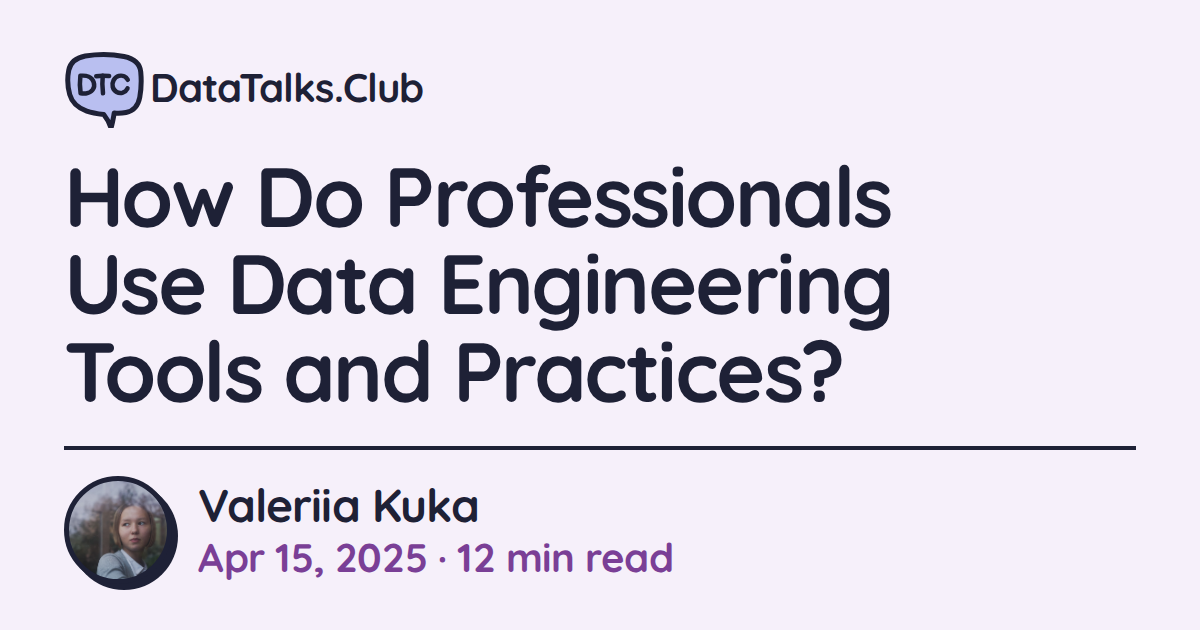 DTC DataTalks.Club
How Do Professionals
Use Data Engineering
Tools and Practices?
Valeriia Kuka
Apr 15, 2025 · 12 min read